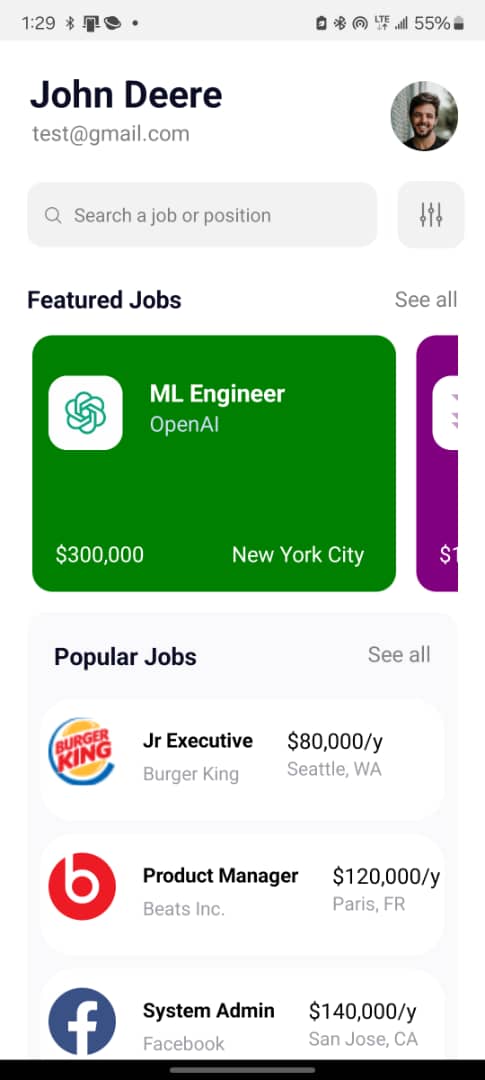 1:29
LTE
55%
John Deere
test@gmail.com
Search a job or position
Featured Jobs
See all
ML Engineer
OpenAI
$300,000
New York City
$1
Popular Jobs
See all
BURGER
KING
Jr Executive
$80,000/y
Burger King
Seattle, WA
Product Manager
$120,000/y
Beats Inc.
Paris, FR
System Admin
$140,000/y
Facebook
San Jose, CA